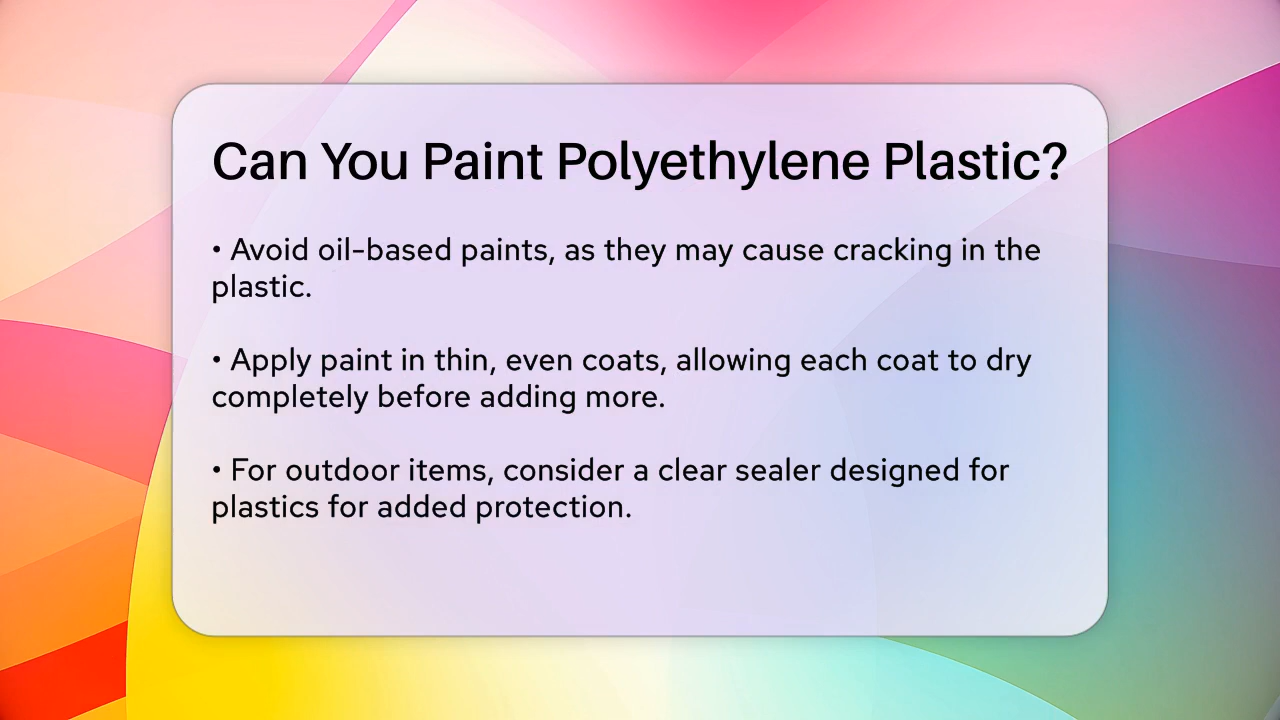 Can You Paint Polyethylene Plastic?
• Avoid oil-based paints, as they may cause cracking in the
plastic.
• Apply paint in thin, even coats, allowing each coat to dry
completely before adding more.
• For outdoor items, consider a clear sealer designed for
plastics for added protection.